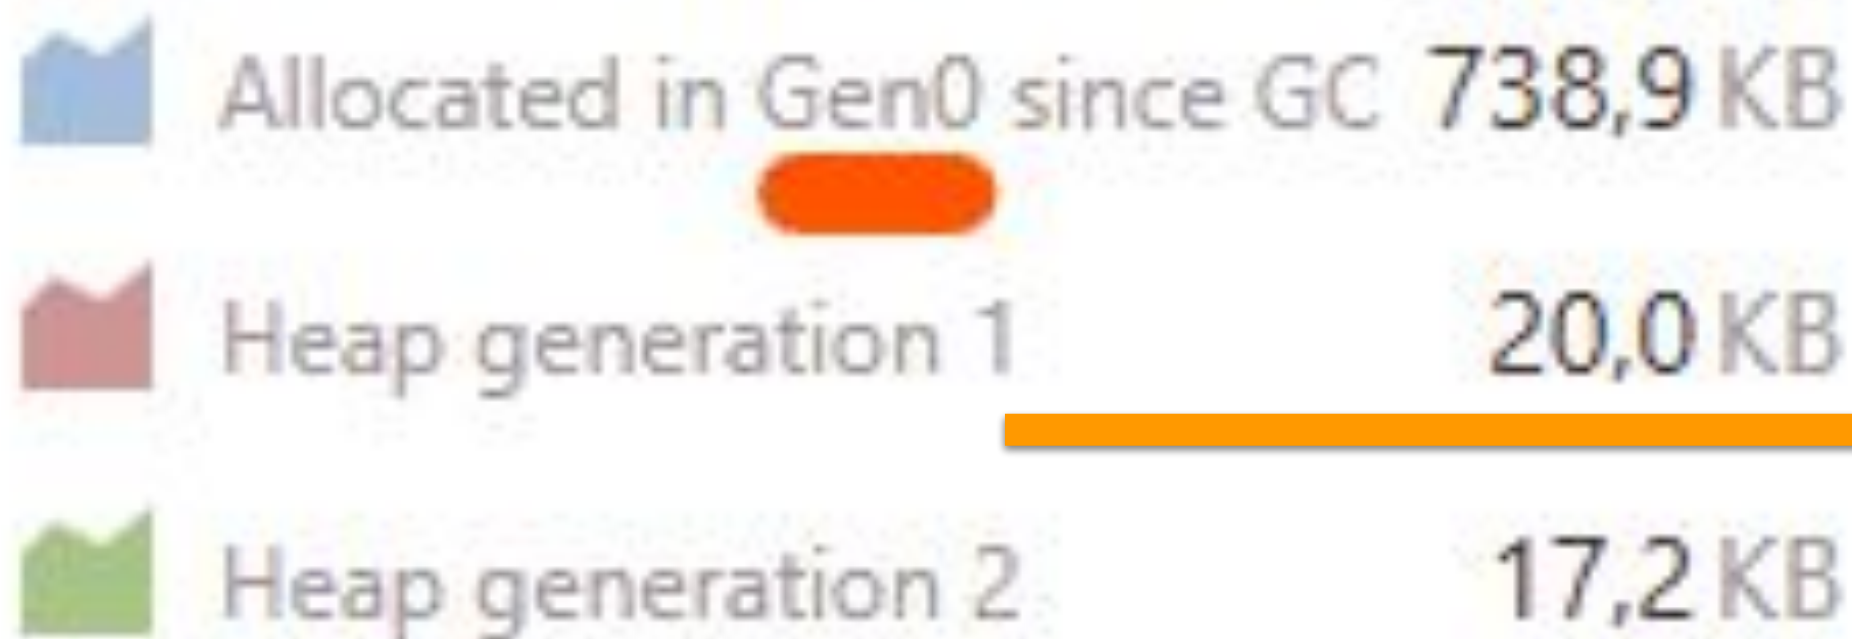 Allocated in Gen0 since GC 738,9 KB
Heap generation 1 20,0 KB
Heap generation 2 17,2 KB